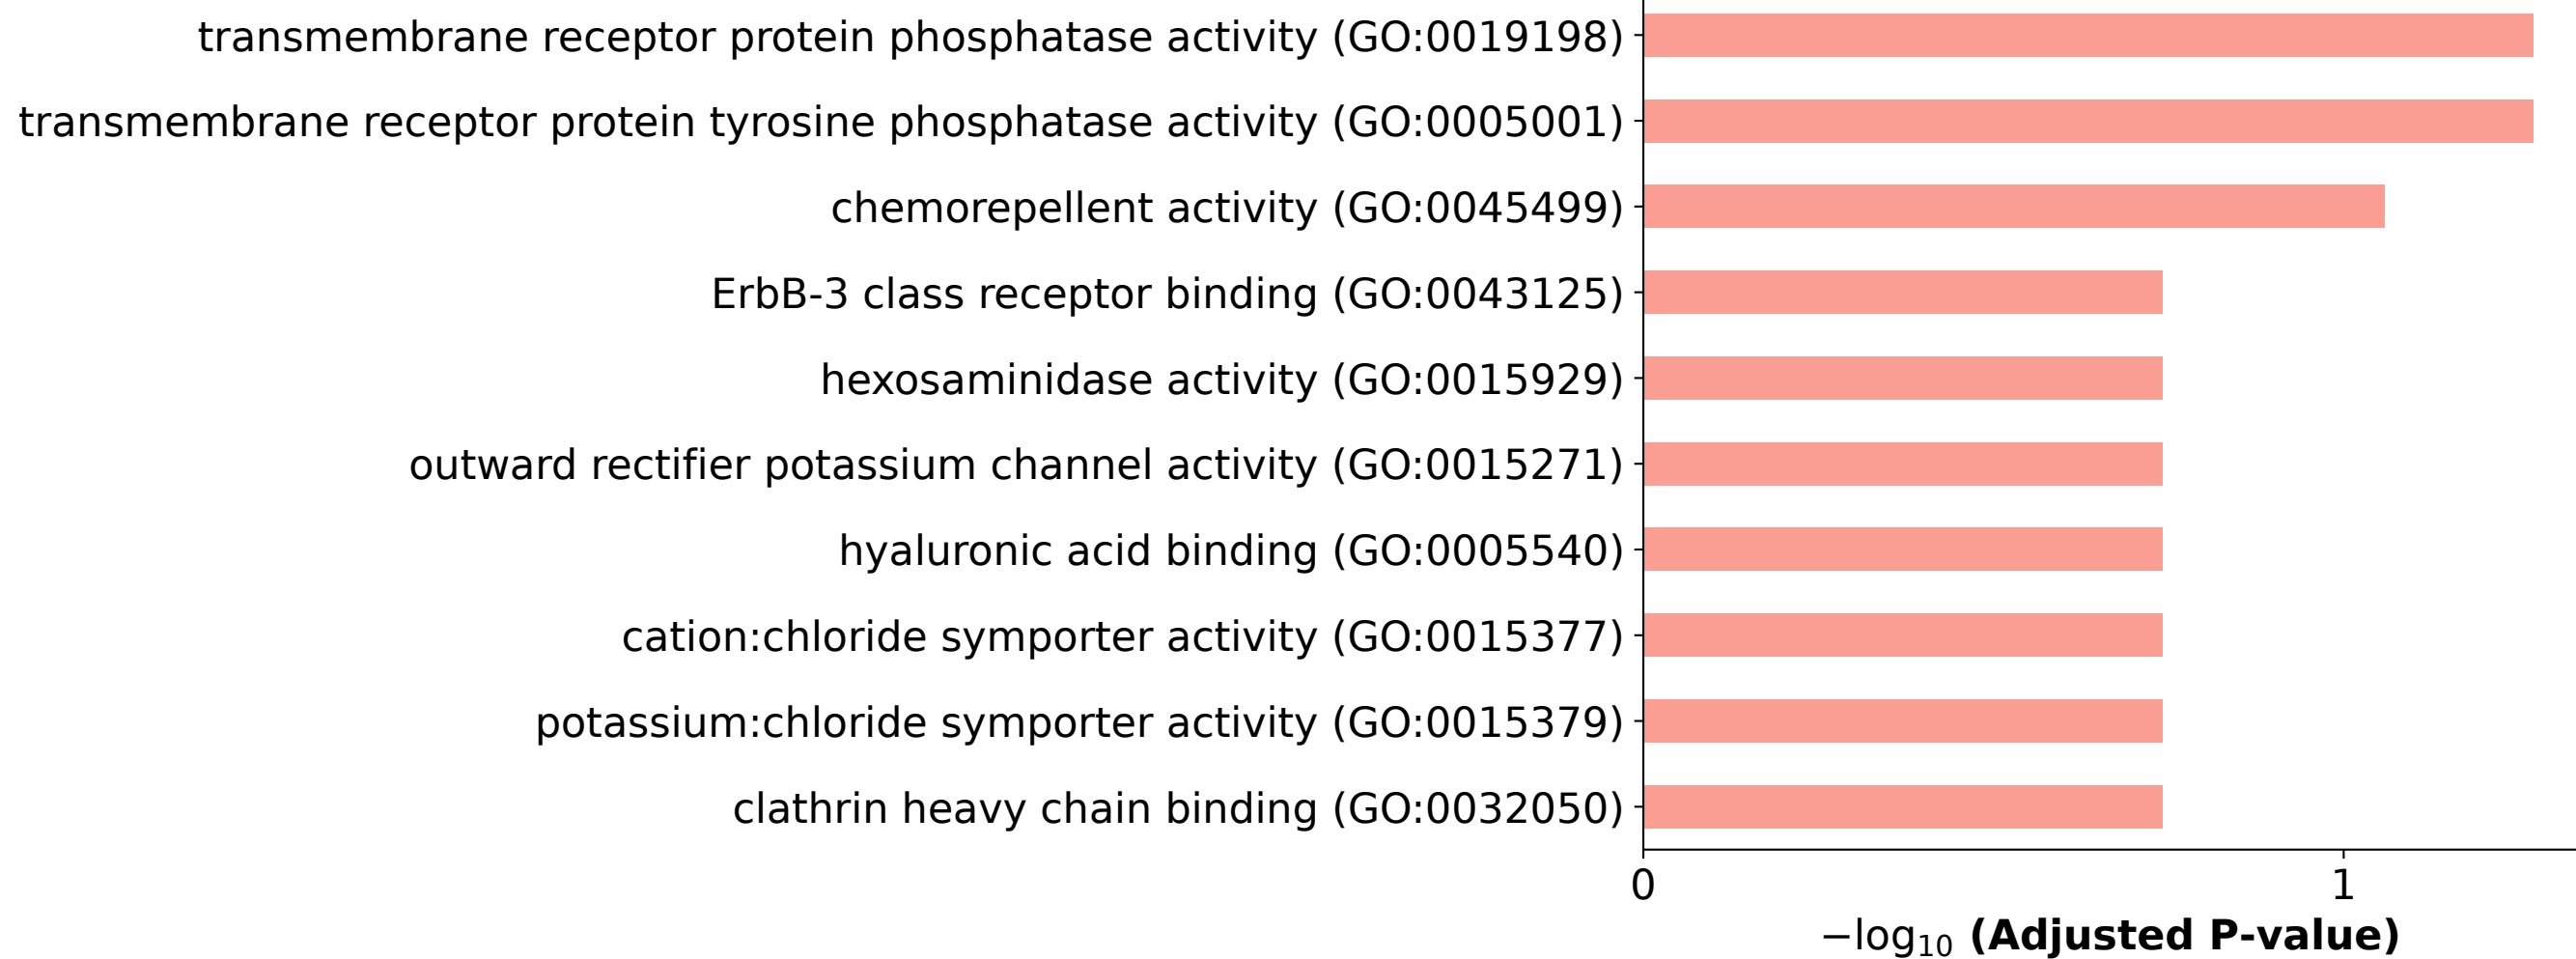 transmembrane receptor protein phosphatase activity (GO:0019198)
transmembrane receptor protein tyrosine phosphatase activity (GO:0005001)
chemorepellent activity (GO:0045499)
ErbB-3 class receptor binding (GO:0043125)
hexosaminidase activity (GO:0015929)
outward rectifier potassium channel activity (GO:0015271)
hyaluronic acid binding (GO:0005540)
cation:chloride symporter activity (GO:0015377)
potassium:chloride symporter activity (GO:0015379)
clathrin heavy chain binding (GO:0032050)
0 1
−log₁₀ (Adjusted P-value)